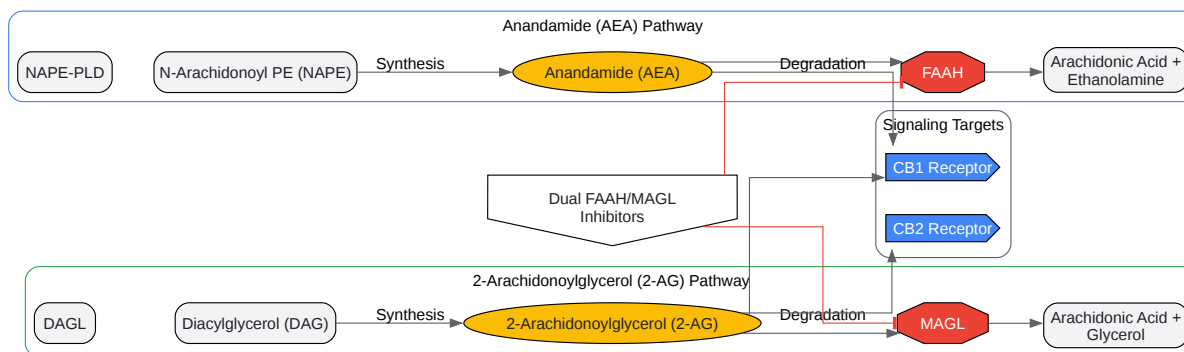 Anandamide (AEA) Pathway
NAPE-PLD
N-Arachidonoyl PE (NAPE)
Synthesis
Anandamide (AEA)
Degradation
FAAH
Arachidonic Acid +
Ethanolamine
Signaling Targets
CB1 Receptor
CB2 Receptor
Dual FAAH/MAGL
Inhibitors
2-Arachidonoylglycerol (2-AG) Pathway
DAGL
Diacylglycerol (DAG)
Synthesis
2-Arachidonoylglycerol (2-AG)
Degradation
MAGL
Arachidonic Acid +
Glycerol